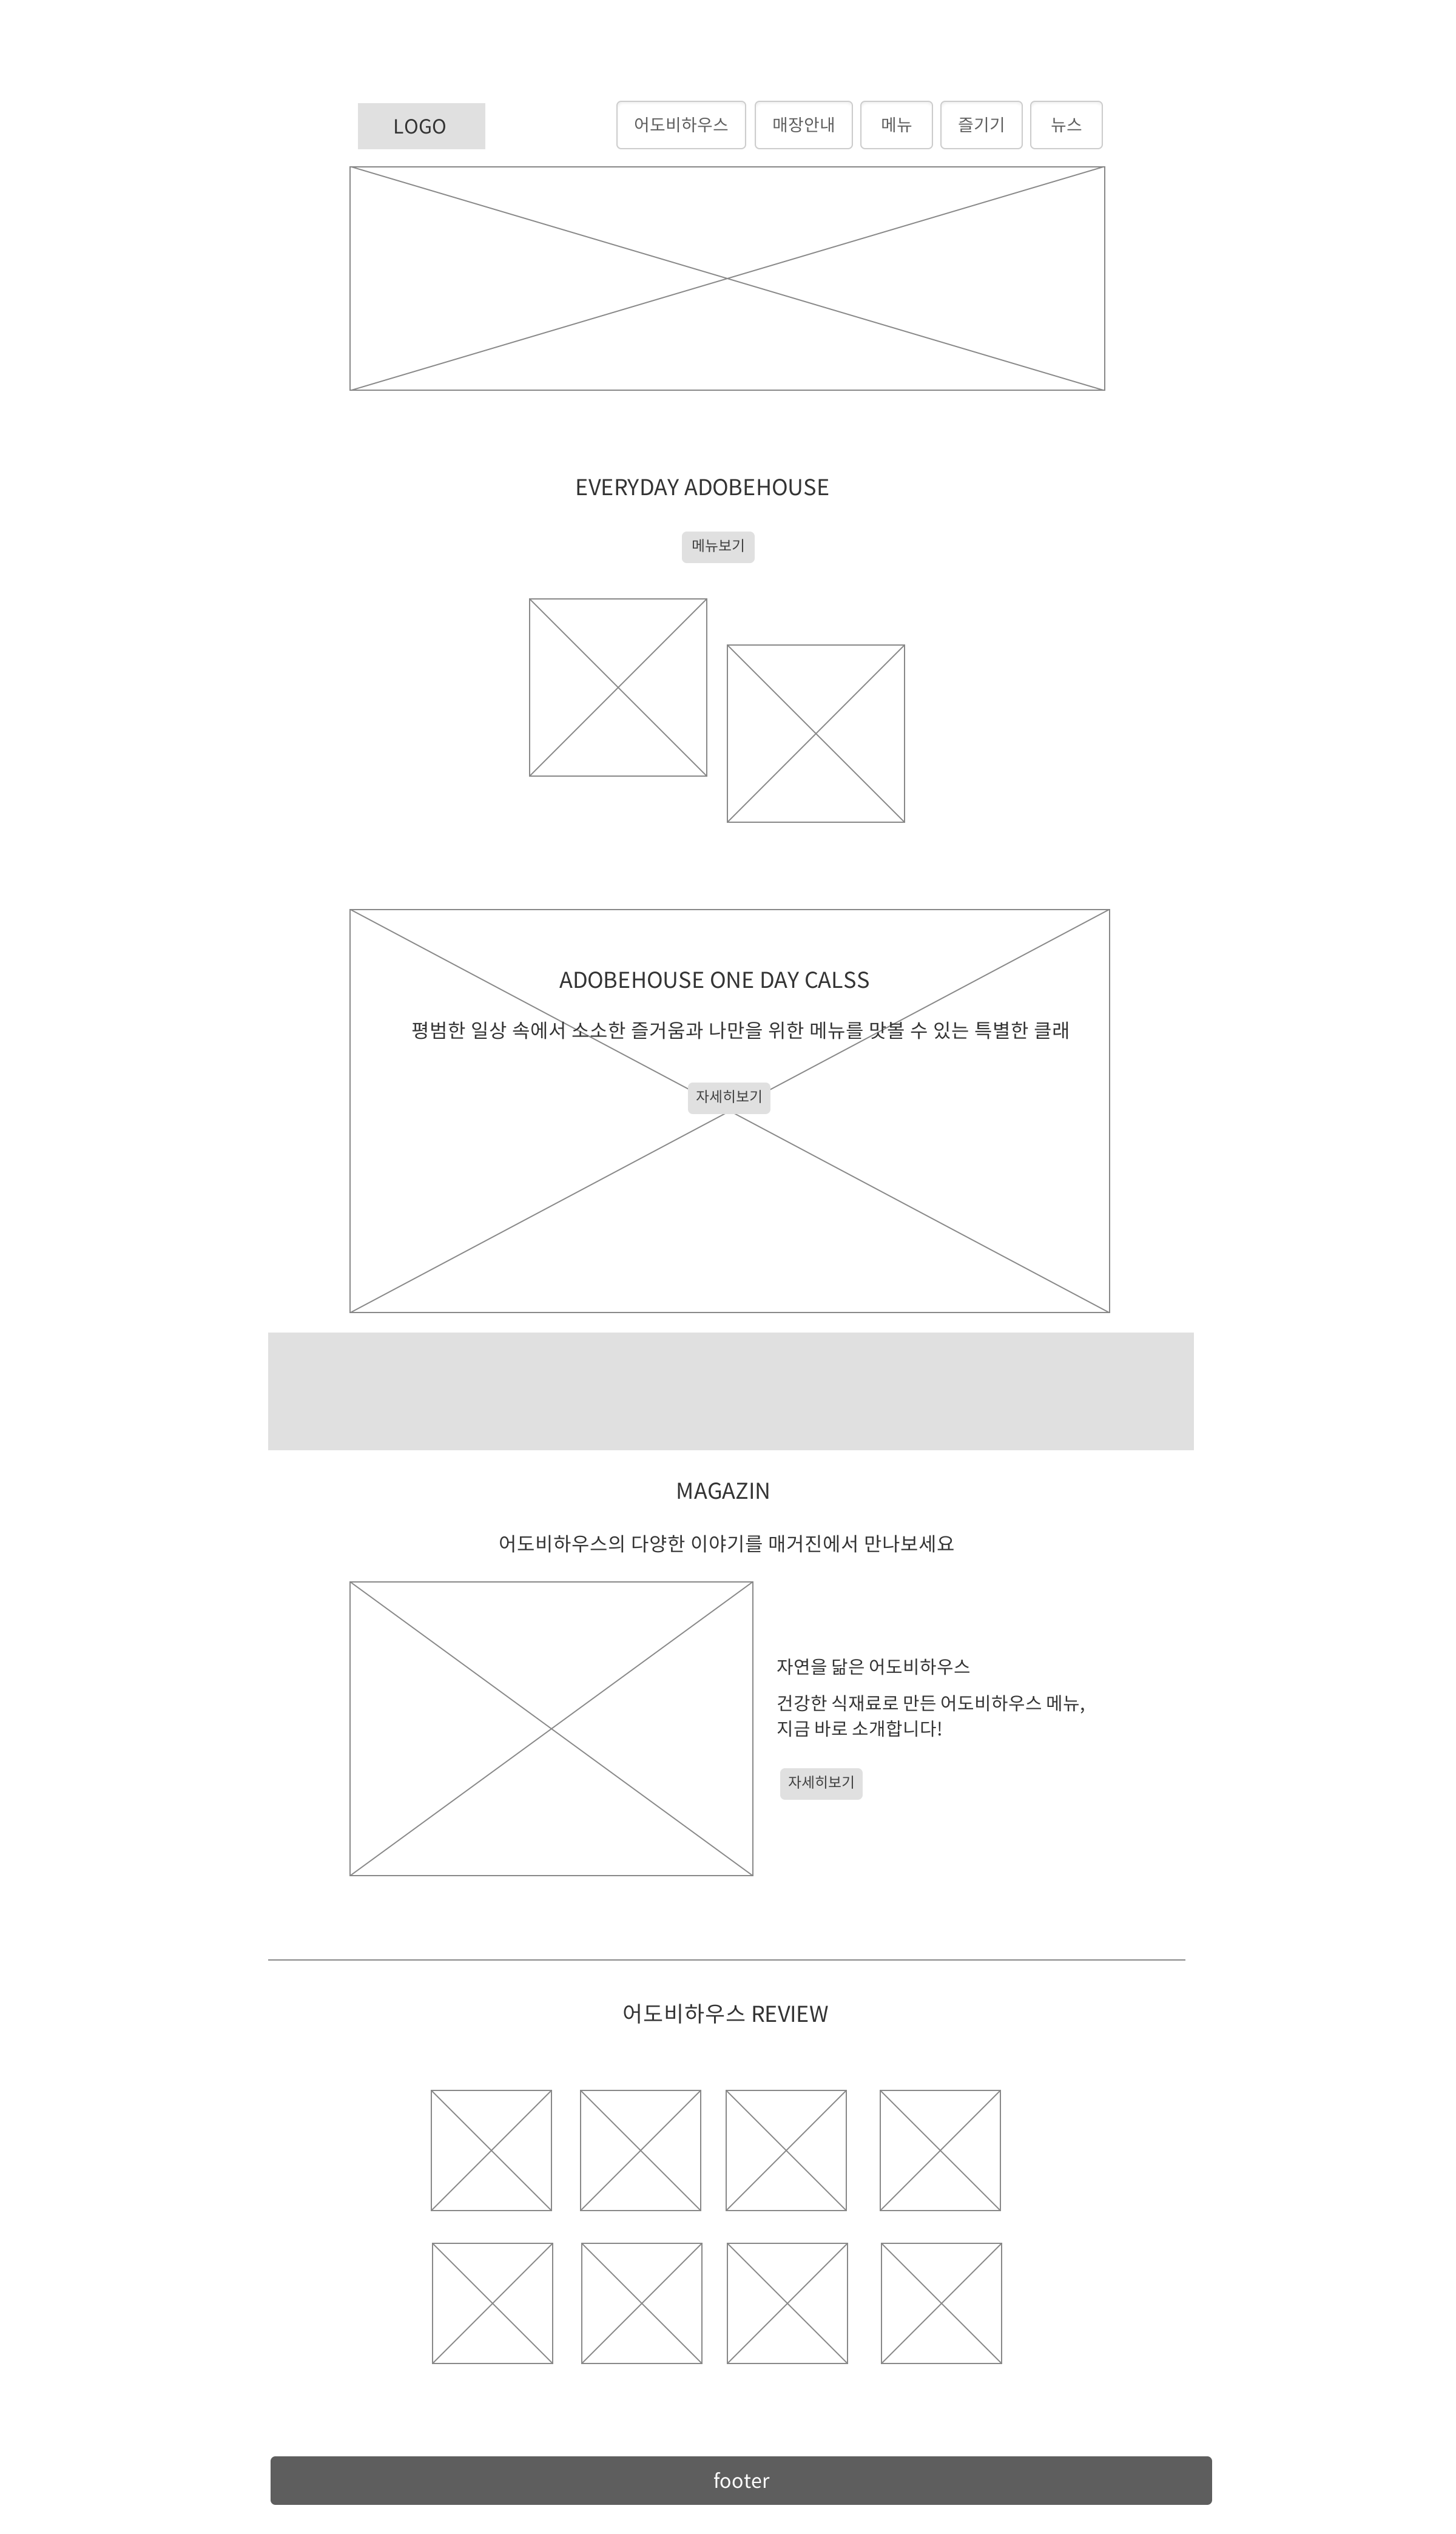 LOGO
어도비하우스
매장안내
메뉴
즐기기
뉴스
EVERYDAY ADOBEHOUSE
메뉴보기
ADOBEHOUSE ONE DAY CALSS
평범한 일상 속에서 소소한 즐거움과 나만을 위한 메뉴를 맛볼 수 있는 특별한 클래
자세히보기
MAGAZIN
어도비하우스의 다양한 이야기를 매거진에서 만나보세요
자연을 닮은 어도비하우스
건강한 식재료로 만든 어도비하우스 메뉴,
지금 바로 소개합니다!
자세히보기
어도비하우스 REVIEW
footer